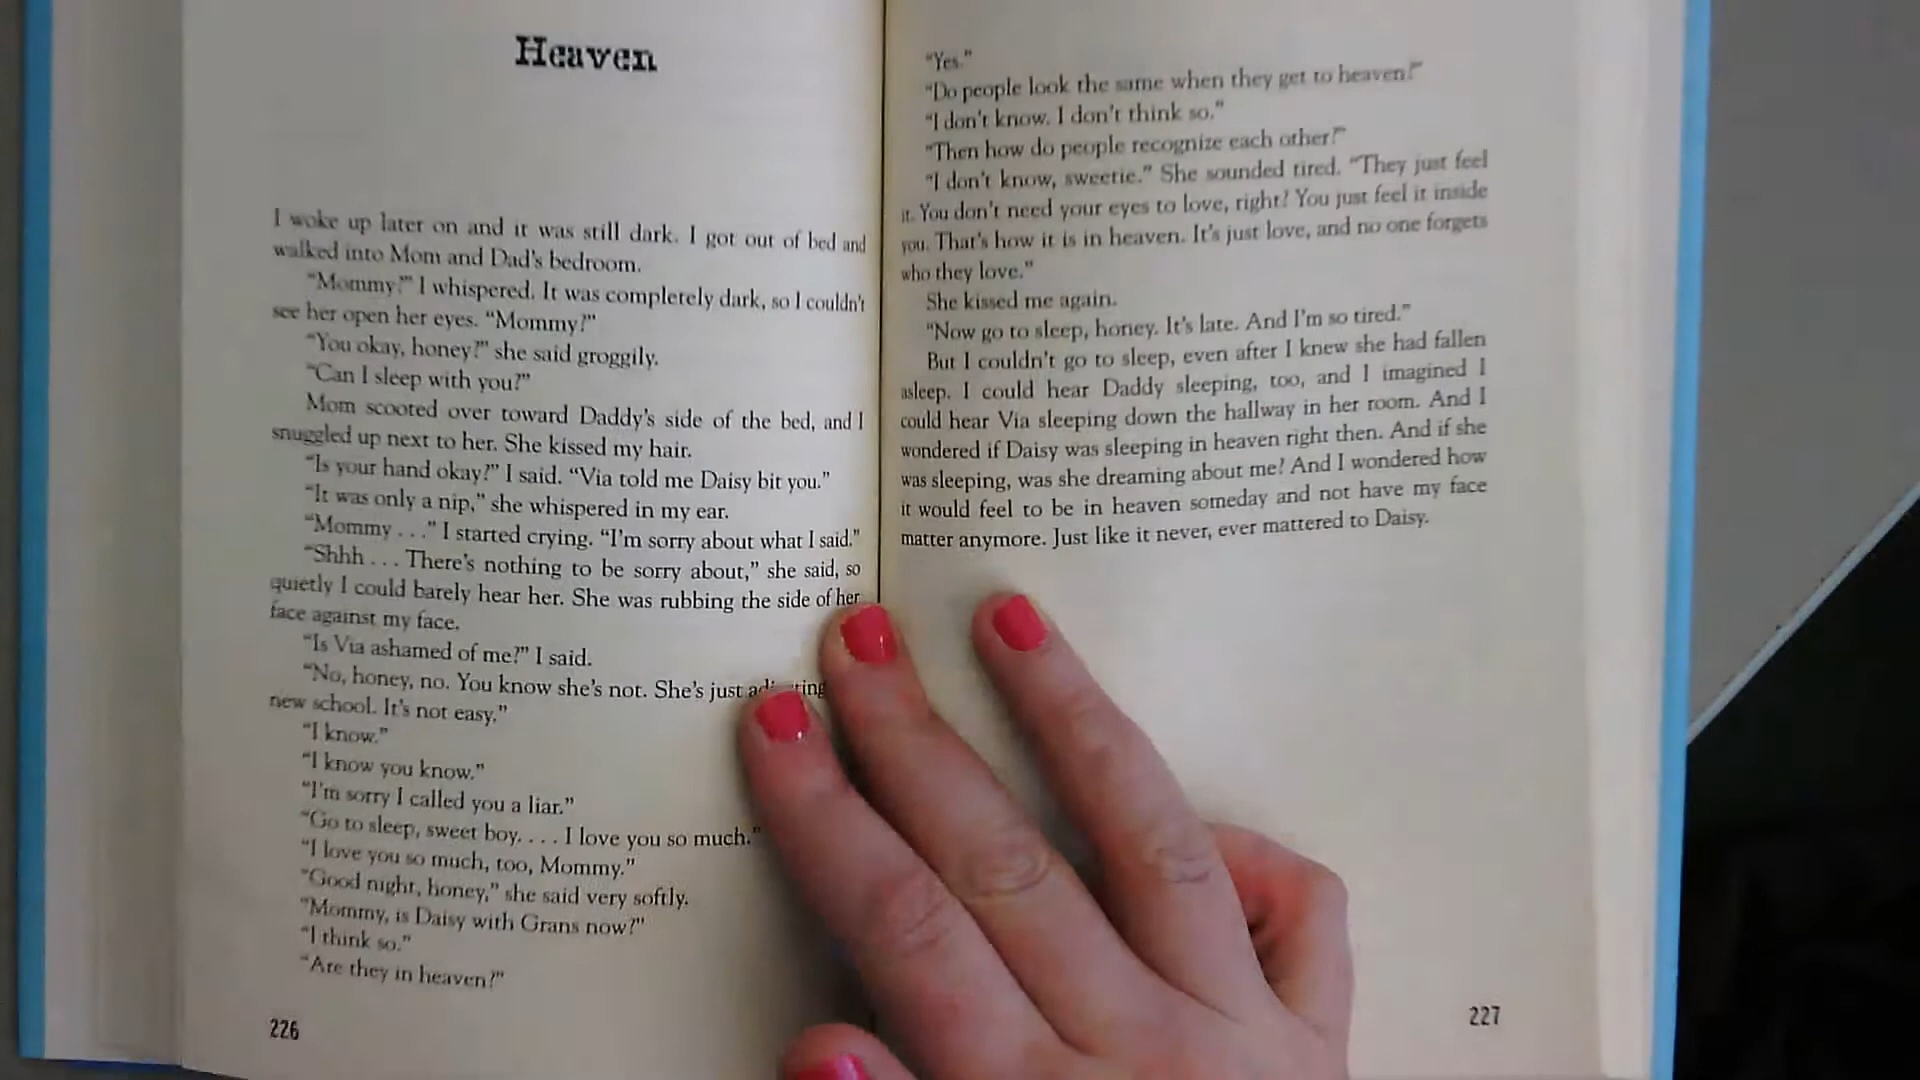 Heaven
I woke up later on and it was still dark. I got out of bed and
walked into Mom and Dad's bedroom.
"Mommy?" I whispered. It was completely dark, so I couldn't
see her open her eyes. "Mommy?"
"You okay, honey?" she said groggily.
"Can I sleep with you?"
Mom scooted over toward Daddy's side of the bed, and I
snuggled up next to her. She kissed my hair.
"Is your hand okay?" I said. "Via told me Daisy bit you."
"It was only a nip," she whispered in my ear.
"Mommy . . ." I started crying. "I'm sorry about what I said."
"Shhh . . . There's nothing to be sorry about," she said, so
quietly I could barely hear her. She was rubbing the side of her
face against my face.
"Is Via ashamed of me?" I said.
"No, honey, no. You know she's not. She's just
new school. It's not easy."
"I know."
"I know you know."
"I'm sorry I called you a liar."
"Go to sleep, sweet boy. . . . I love you so much."
"I love you so much, too, Mommy."
"Good night, honey," she said very softly.
"Mommy, is Daisy with Grans now?"
"I think so."
"Are they in heaven?"
226
"Yes."
"Do people look the same when they get to heaven?"
"I don't know. I don't think so."
"Then how do people recognize each other?"
"I don't know, sweetie." She sounded tired. "They just feel
it. You don't need your eyes to love, right? You just feel it inside
you. That's how it is in heaven. It's just love, and no one forgets
who they love."
She kissed me again.
"Now go to sleep, honey. It's late. And I'm so tired."
But I couldn't go to sleep, even after I knew she had fallen
asleep. I could hear Daddy sleeping, too, and I imagined I
could hear Via sleeping down the hallway in her room. And I
wondered if Daisy was sleeping in heaven right then. And if she
was sleeping, was she dreaming about me? And I wondered how
it would feel to be in heaven someday and not have my face
matter anymore. Just like it never, ever mattered to Daisy.
227